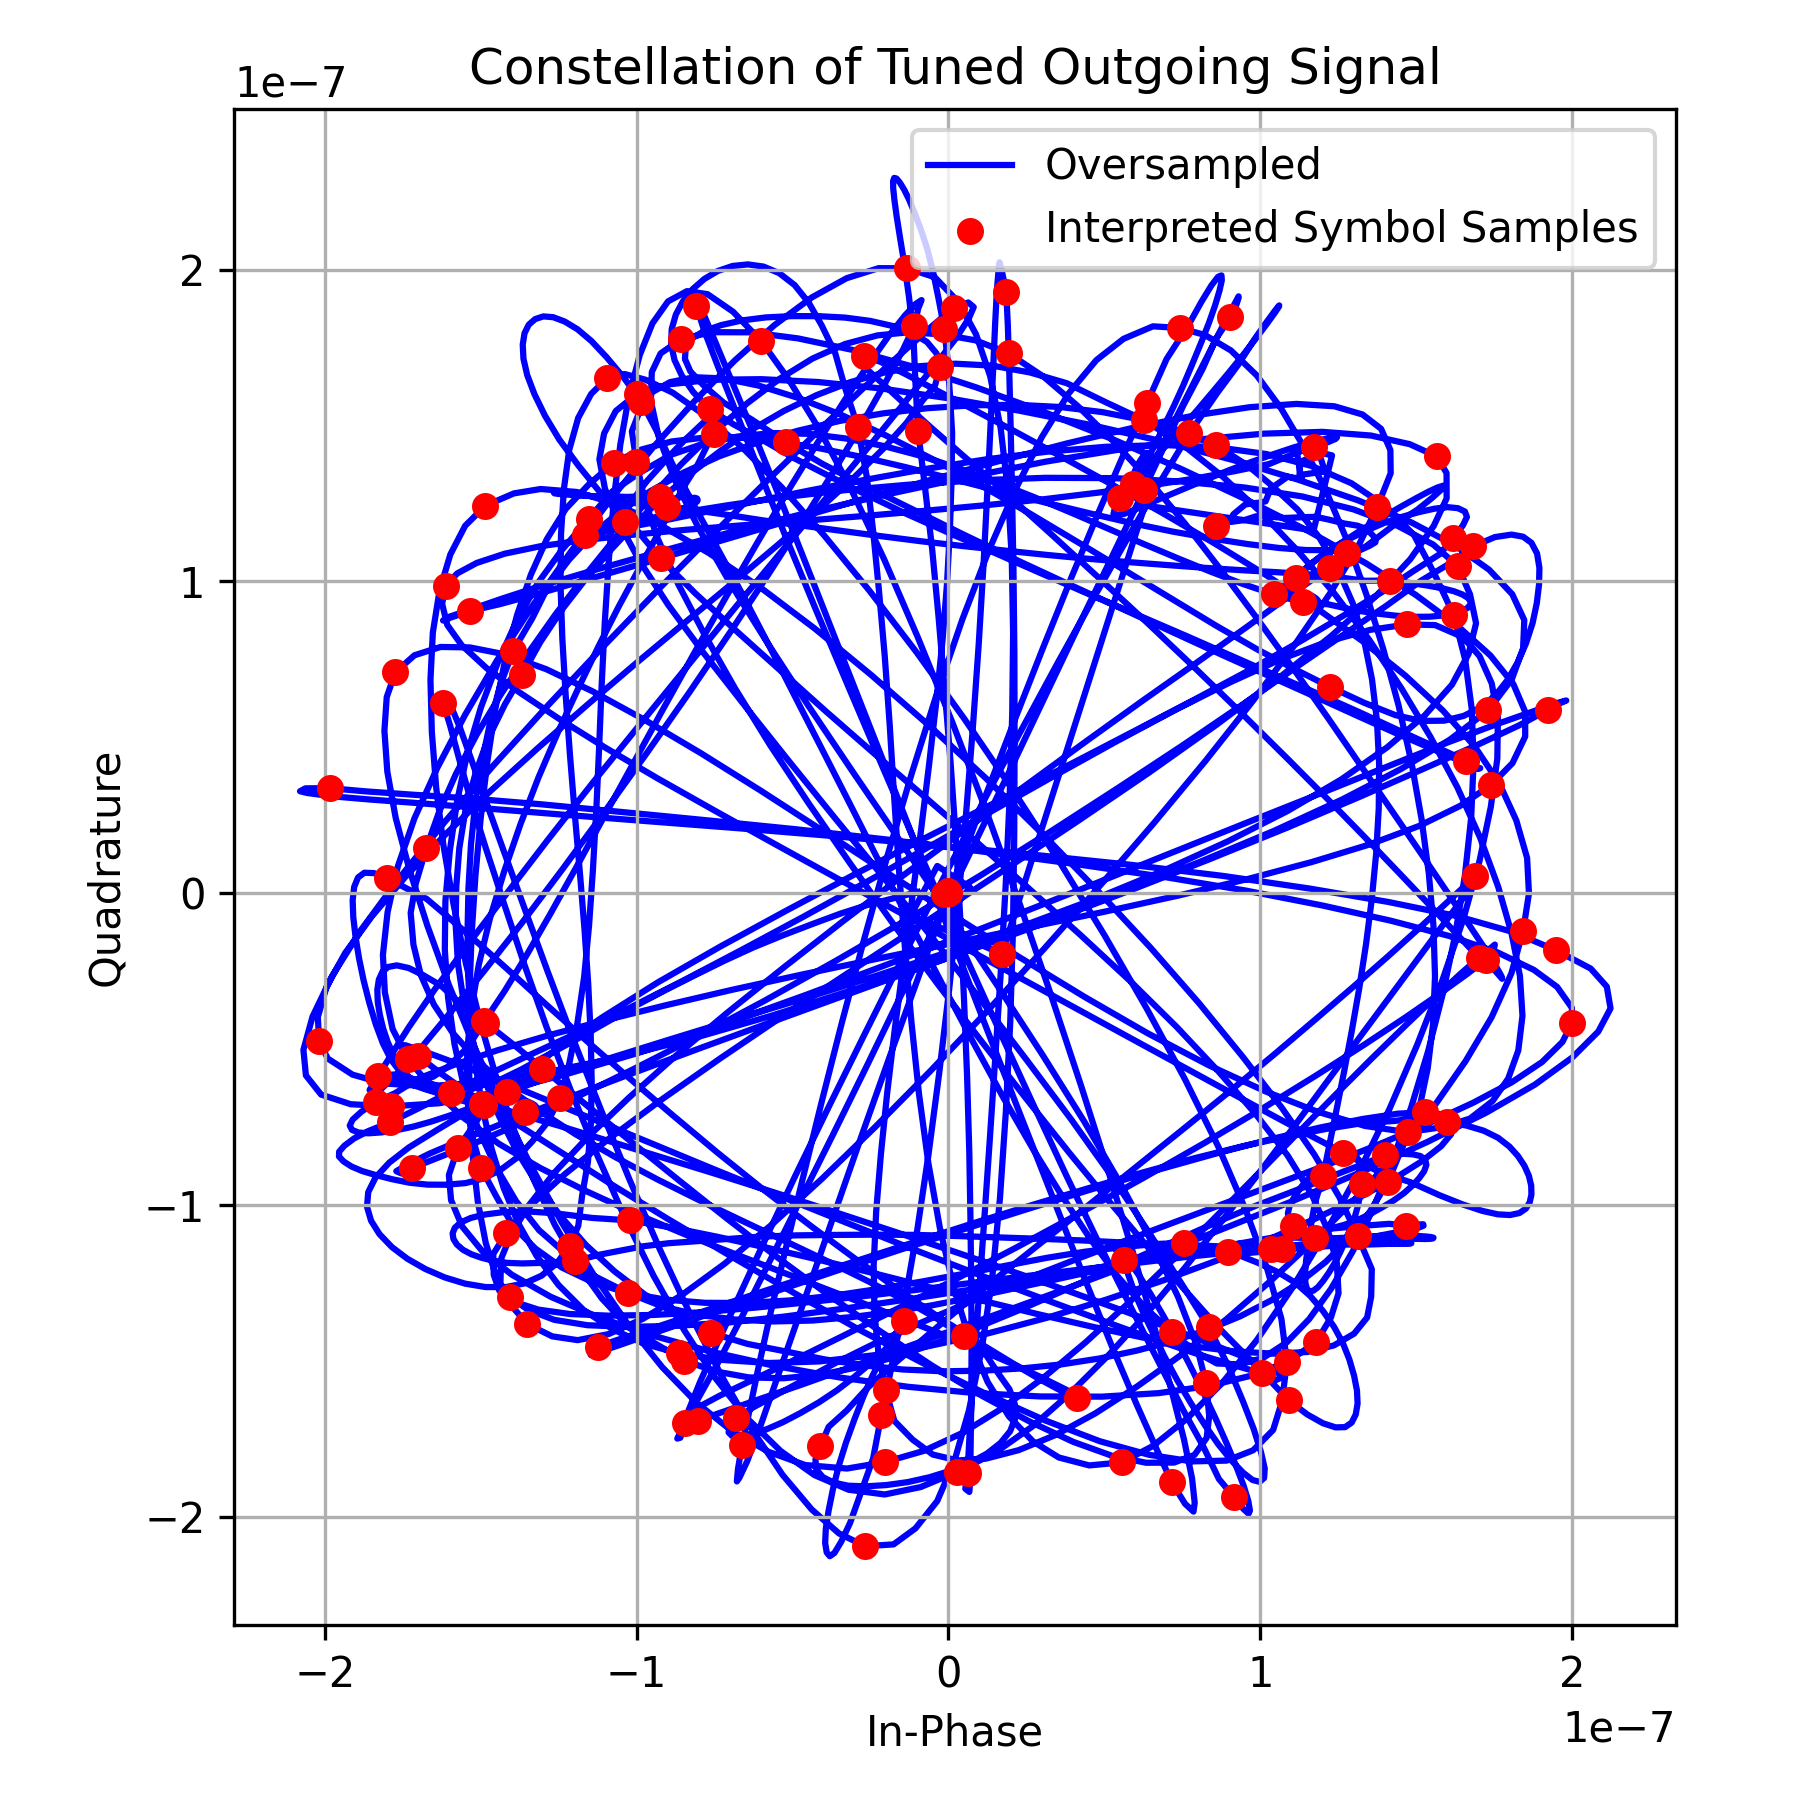 Constellation of Tuned Outgoing Signal
1e−7
Oversampled
Interpreted Symbol Samples
2
1
0
−1
−2
Quadrature
−2 −1 0 1 2
In-Phase
1e−7